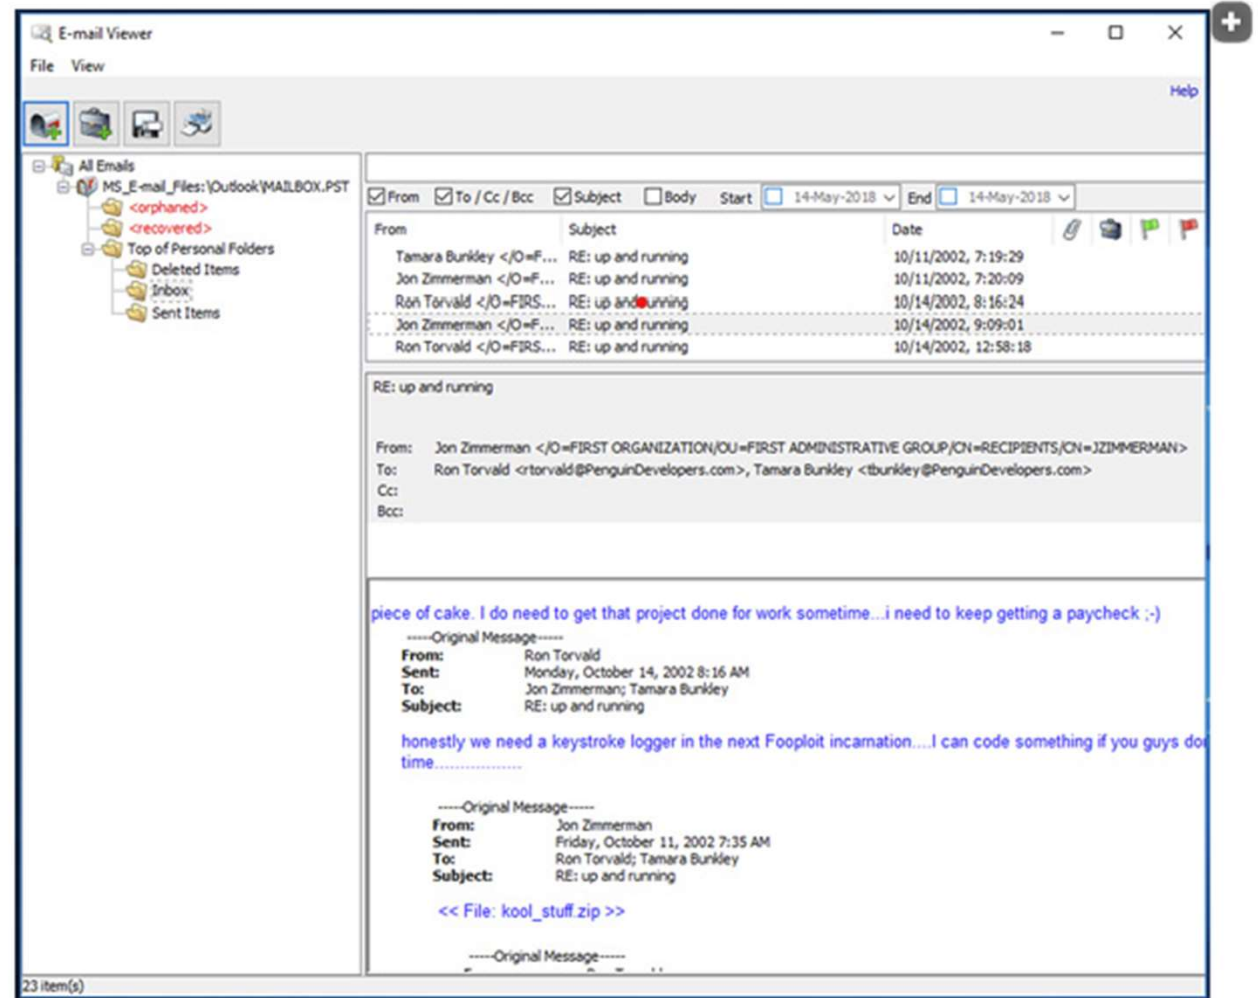 E-mail Viewer
File View
Help
All Emails
MS_E-mail_Files:\Outlook\MAILBOX.PST
<orphaned>
<recovered>
Top of Personal Folders
Deleted Items
Inbox
Sent Items
From To / Cc / Bcc Subject Body Start 14-May-2018 End 14-May-2018
From Subject Date
Tamara Bunkley </O=F... RE: up and running 10/11/2002, 7:19:29
Jon Zimmerman </O=F... RE: up and running 10/11/2002, 7:20:09
Ron Torvald </O=FIRS... RE: up and running 10/14/2002, 8:16:24
Jon Zimmerman </O=F... RE: up and running 10/14/2002, 9:09:01
Ron Torvald </O=FIRS... RE: up and running 10/14/2002, 12:58:18
RE: up and running
From: Jon Zimmerman </O=FIRST ORGANIZATION/OU=FIRST ADMINISTRATIVE GROUP/CN=RECIPIENTS/CN=JZIMMERMAN>
To: Ron Torvald <rtorvald@PenguinDevelopers.com>, Tamara Bunkley <tbunkley@PenguinDevelopers.com>
Cc:
Bcc:
piece of cake. I do need to get that project done for work sometime...i need to keep getting a paycheck ;-)
-----Original Message-----
From: Ron Torvald
Sent: Monday, October 14, 2002 8:16 AM
To: Jon Zimmerman; Tamara Bunkley
Subject: RE: up and running
honestly we need a keystroke logger in the next Fooploit incarnation....I can code something if you guys do
time.................
-----Original Message-----
From: Jon Zimmerman
Sent: Friday, October 11, 2002 7:35 AM
To: Ron Torvald; Tamara Bunkley
Subject: RE: up and running
<< File: kool_stuff.zip >>
-----Original Message-----
23 item(s)